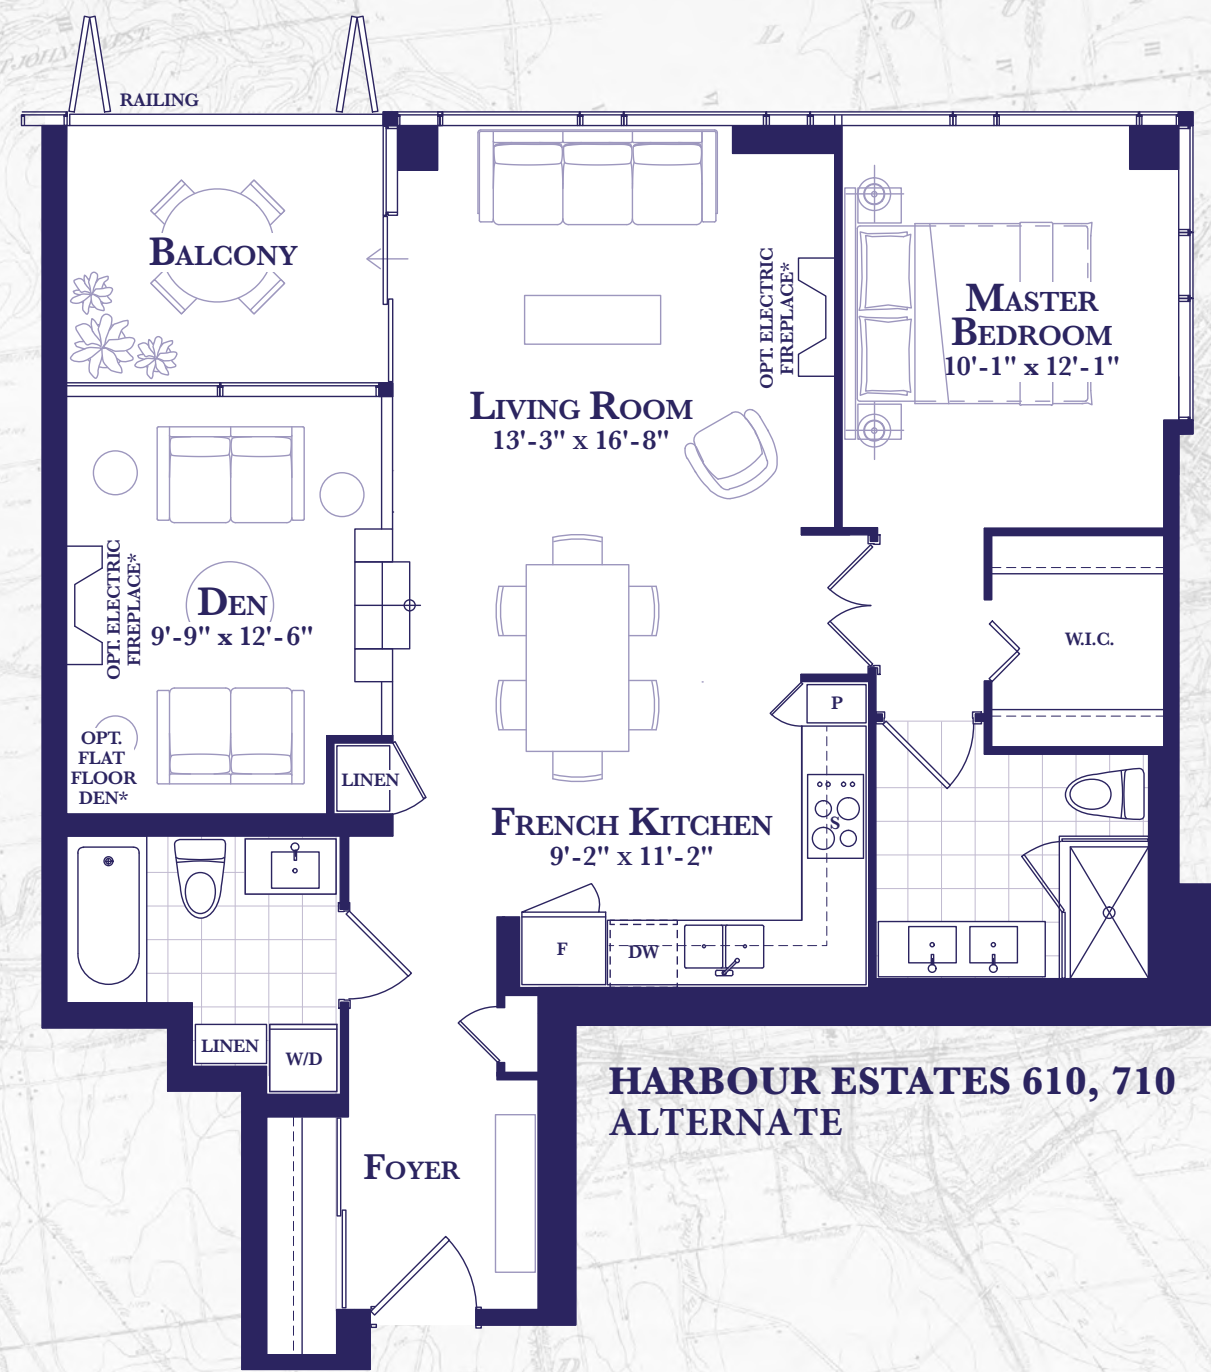 RAILING
BALCONY
OPT. ELECTRIC
FIREPLACE*
MASTER
BEDROOM
10'-1" x 12'-1"
LIVING ROOM
13'-3" x 16'-8"
OPT. ELECTRIC
FIREPLACE*
DEN
9'-9" x 12'-6"
W.I.C.
P
OPT.
FLAT
FLOOR
DEN*
LINEN
S
FRENCH KITCHEN
9'-2" x 11'-2"
F
DW
LINEN
W/D
HARBOUR ESTATES 610, 710
ALTERNATE
FOYER